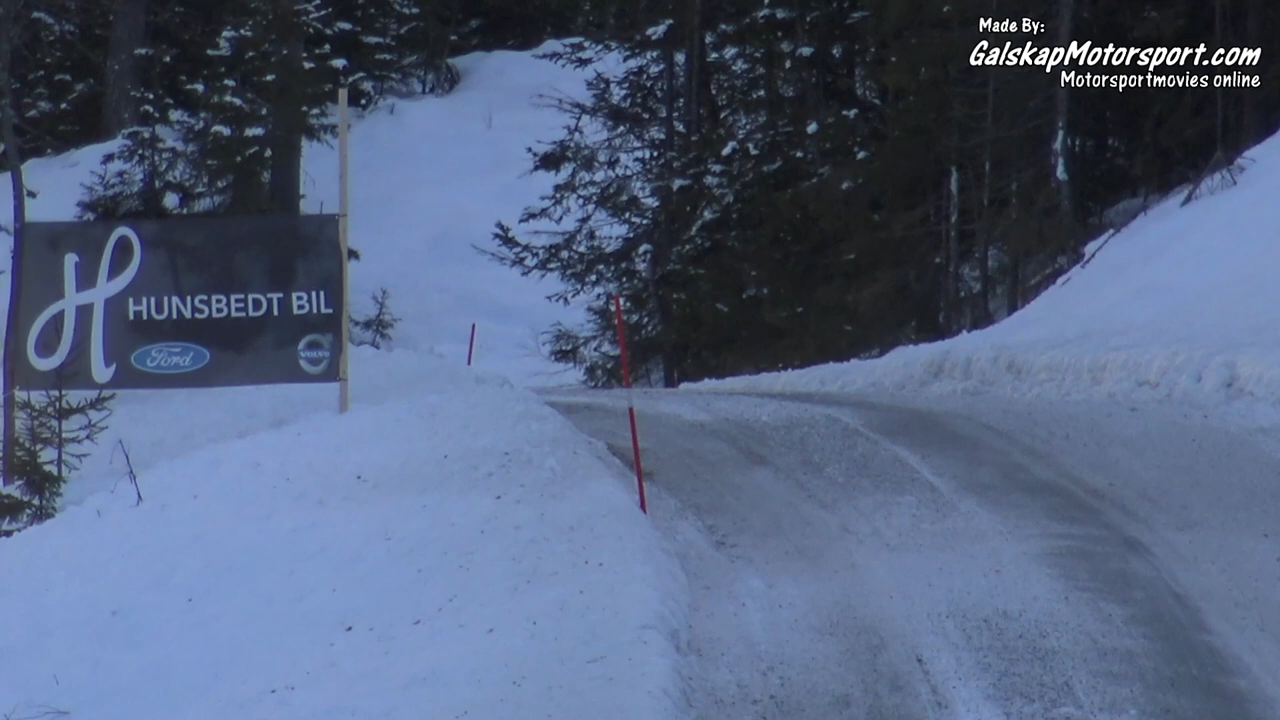 Made By:
GalskapMotorsport.com
Motorsportmovies online
H
HUNSBEDT BIL
Ford
VOLVO